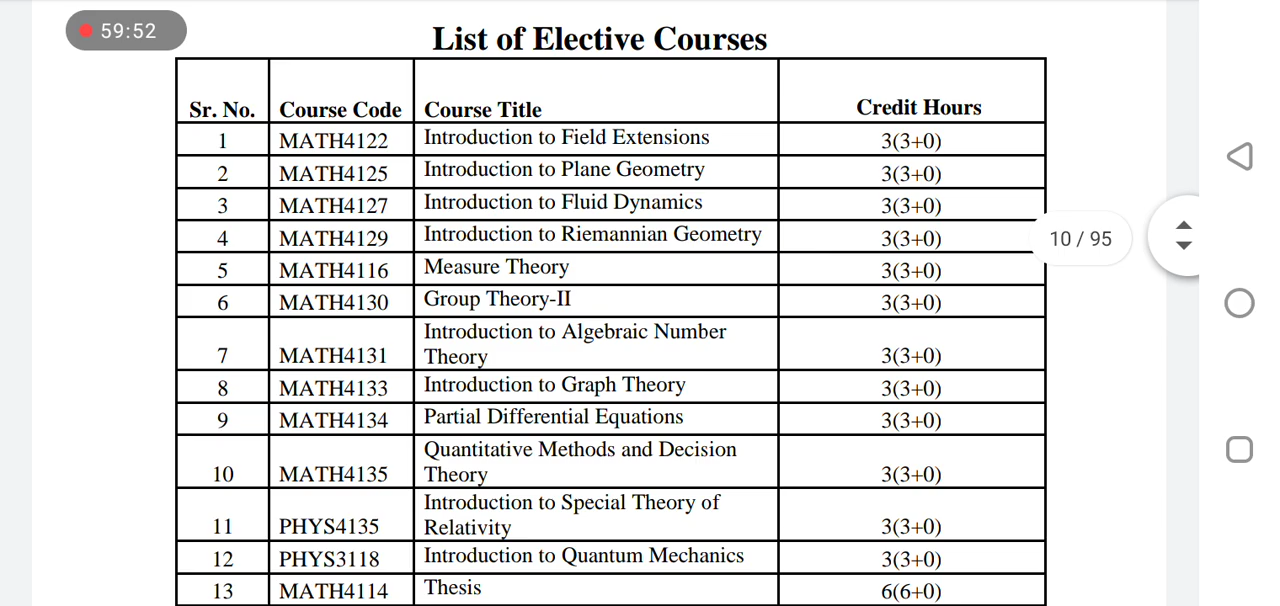 59:52
List of Elective Courses
Sr. No. Course Code Course Title Credit Hours
1 MATH4122 Introduction to Field Extensions 3(3+0)
2 MATH4125 Introduction to Plane Geometry 3(3+0)
3 MATH4127 Introduction to Fluid Dynamics 3(3+0)
4 MATH4129 Introduction to Riemannian Geometry 3(3+0)
10 / 95
5 MATH4116 Measure Theory 3(3+0)
6 MATH4130 Group Theory-II 3(3+0)
Introduction to Algebraic Number
7 MATH4131 Theory 3(3+0)
8 MATH4133 Introduction to Graph Theory 3(3+0)
9 MATH4134 Partial Differential Equations 3(3+0)
Quantitative Methods and Decision
10 MATH4135 Theory 3(3+0)
Introduction to Special Theory of
11 PHYS4135 Relativity 3(3+0)
12 PHYS3118 Introduction to Quantum Mechanics 3(3+0)
13 MATH4114 Thesis 6(6+0)